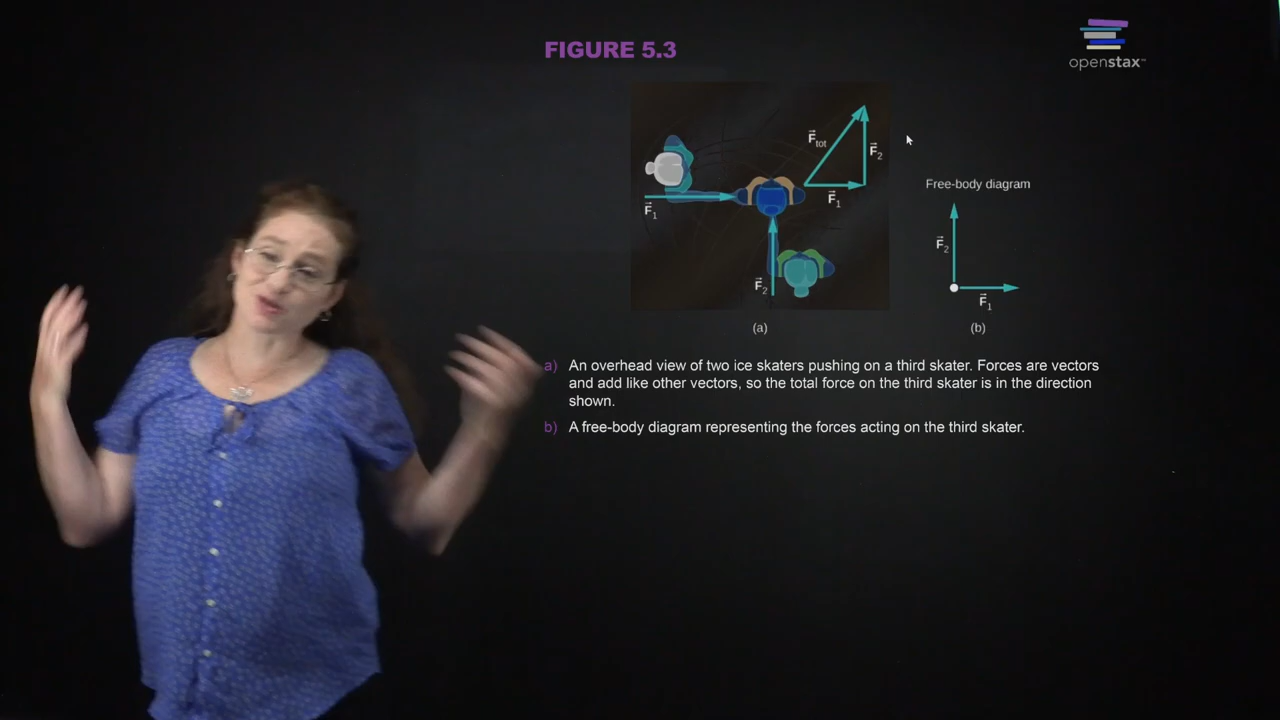 FIGURE 5.3
openstax™
F⃗tot
F⃗2
F⃗1
F⃗1
F⃗2
(a)
Free-body diagram
F⃗2
F⃗1
(b)
a) An overhead view of two ice skaters pushing on a third skater. Forces are vectors
and add like other vectors, so the total force on the third skater is in the direction
shown.
b) A free-body diagram representing the forces acting on the third skater.